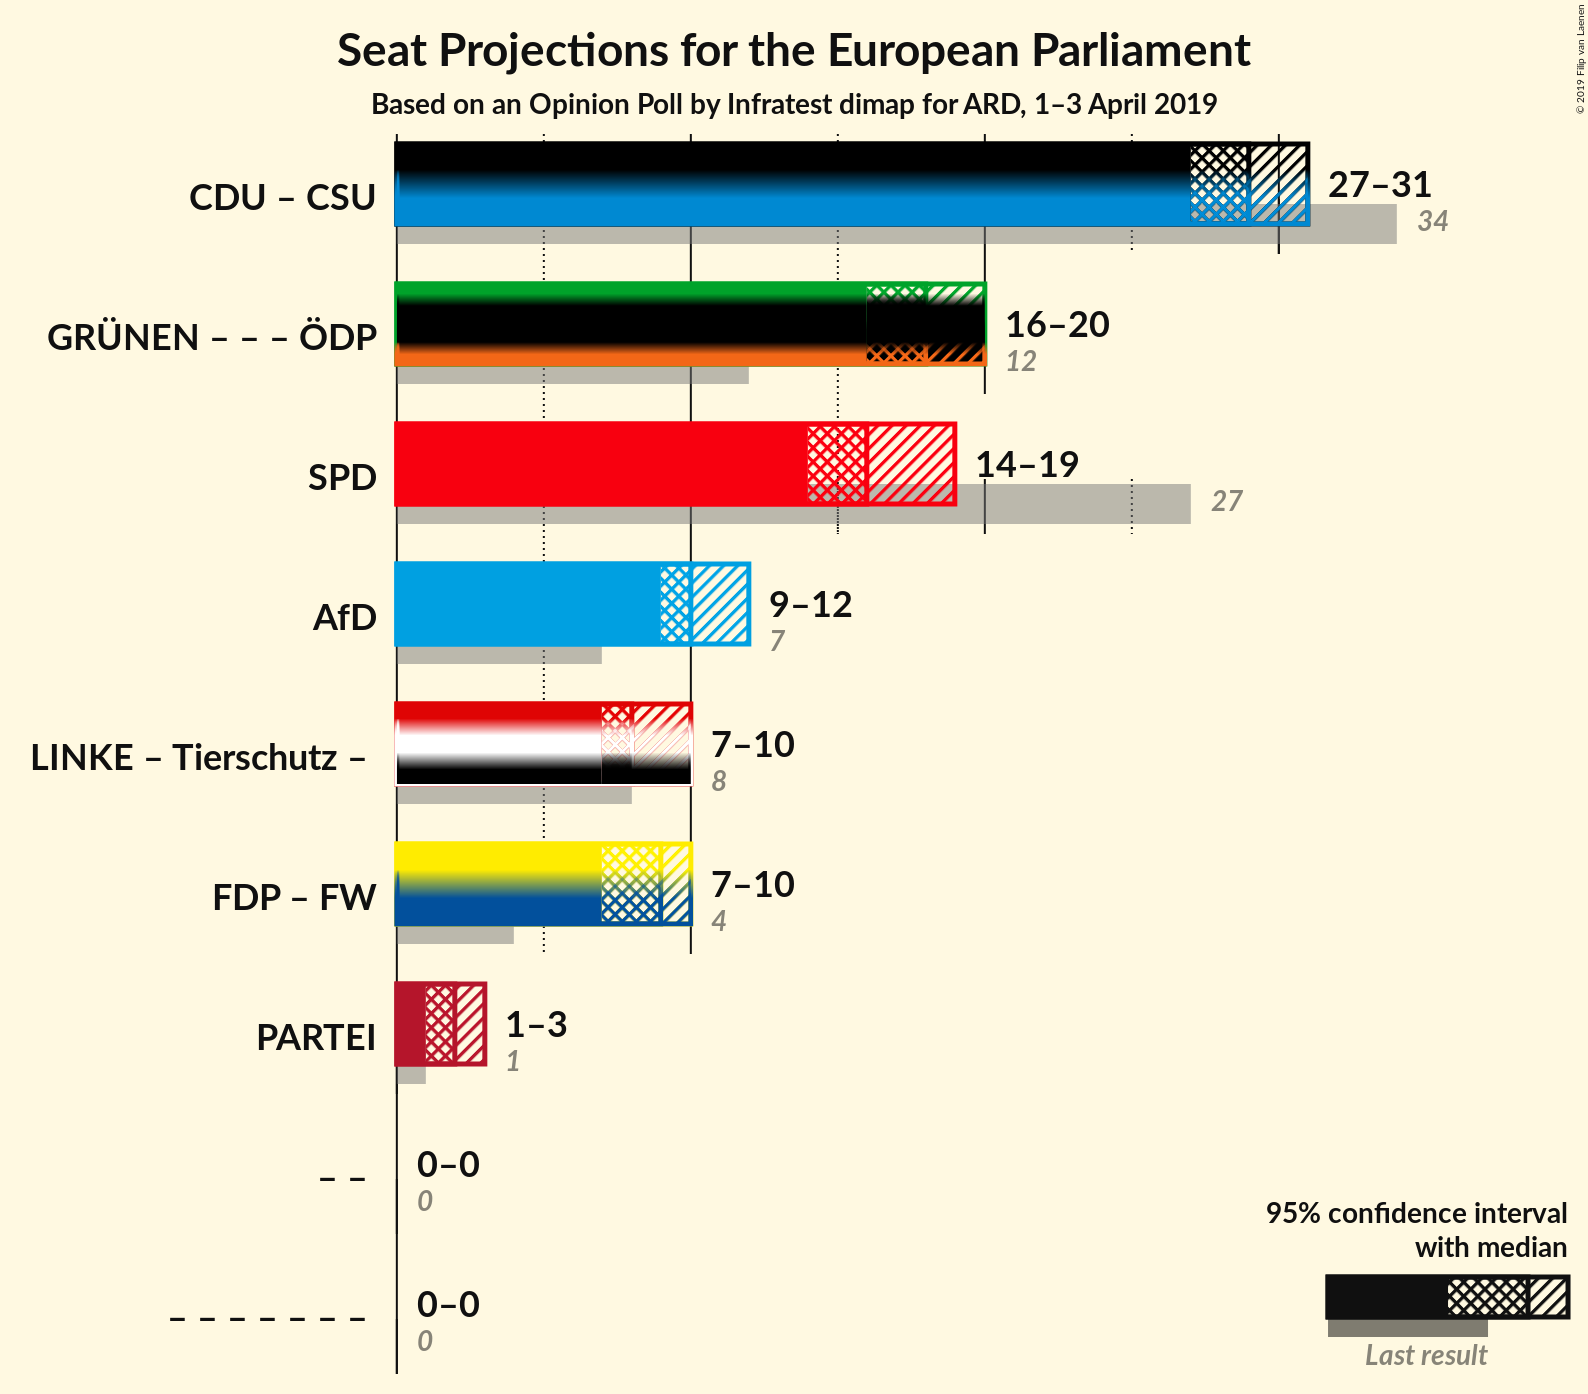 Seat Projections for the European Parliament
Based on an Opinion Poll by Infratest dimap for ARD, 1–3 April 2019
© 2019 Filip van Laenen
CDU – CSU
27–31
34
GRÜNEN – – – ÖDP
16–20
12
SPD
14–19
27
AfD
9–12
7
LINKE – Tierschutz –
7–10
8
FDP – FW
7–10
4
PARTEI
1–3
1
– –
0–0
0
– – – – – – –
0–0
0
95% confidence interval
with median
Last result